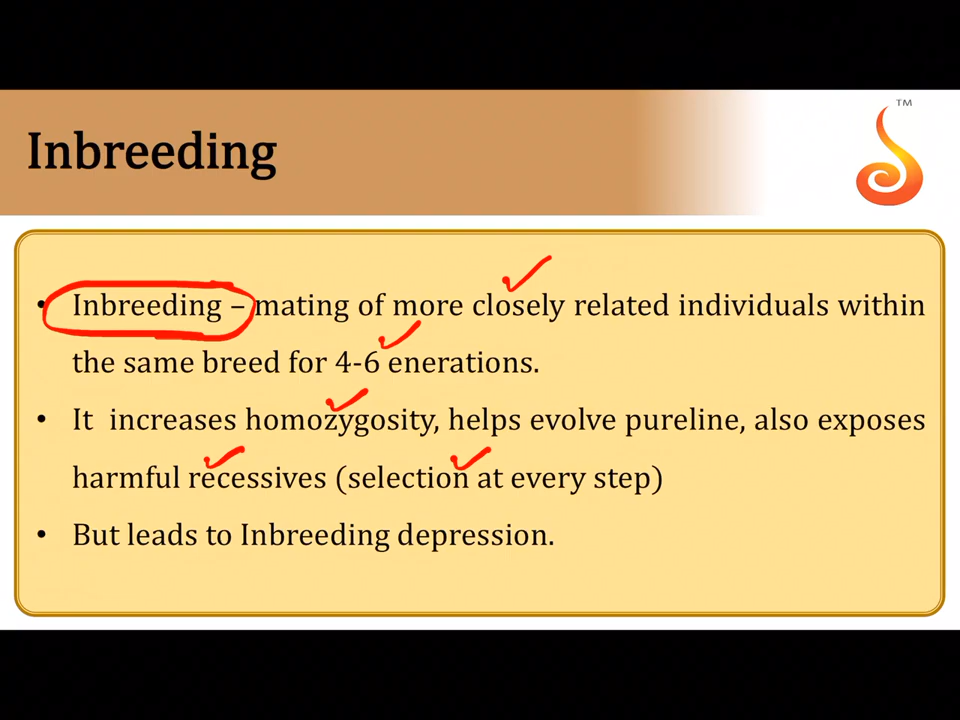 Inbreeding
TM
• Inbreeding – mating of more closely related individuals within
the same breed for 4-6 enerations.
• It increases homozygosity, helps evolve pureline, also exposes
harmful recessives (selection at every step)
• But leads to Inbreeding depression.